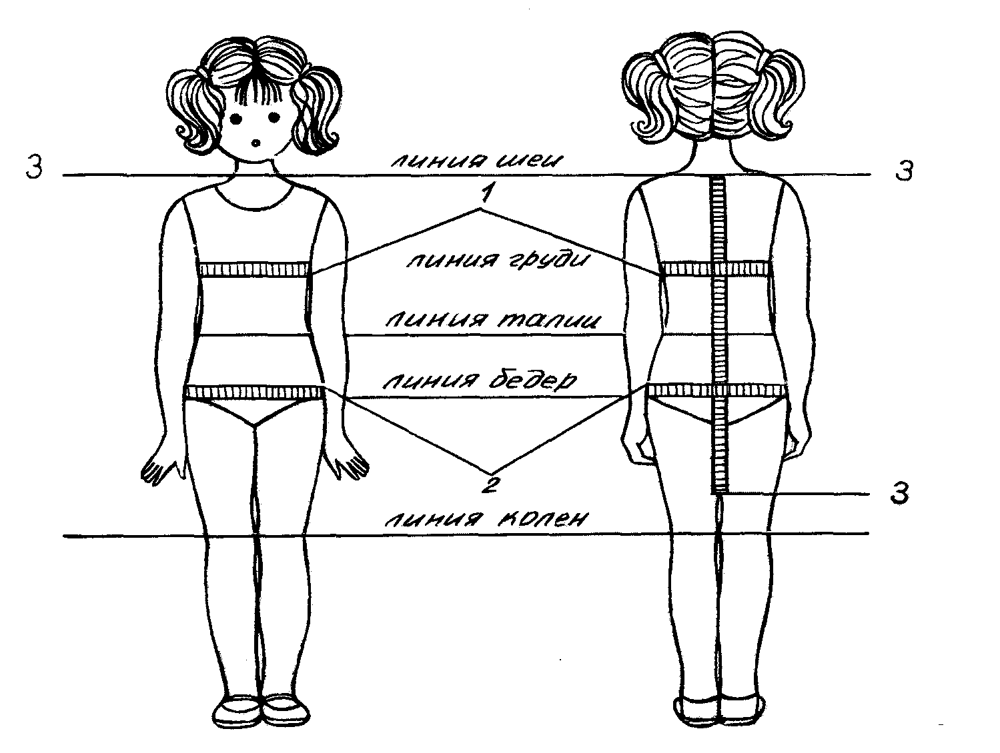 линия шеи
3
3
1
линия груди
линия талии
линия бедер
2
3
линия колен